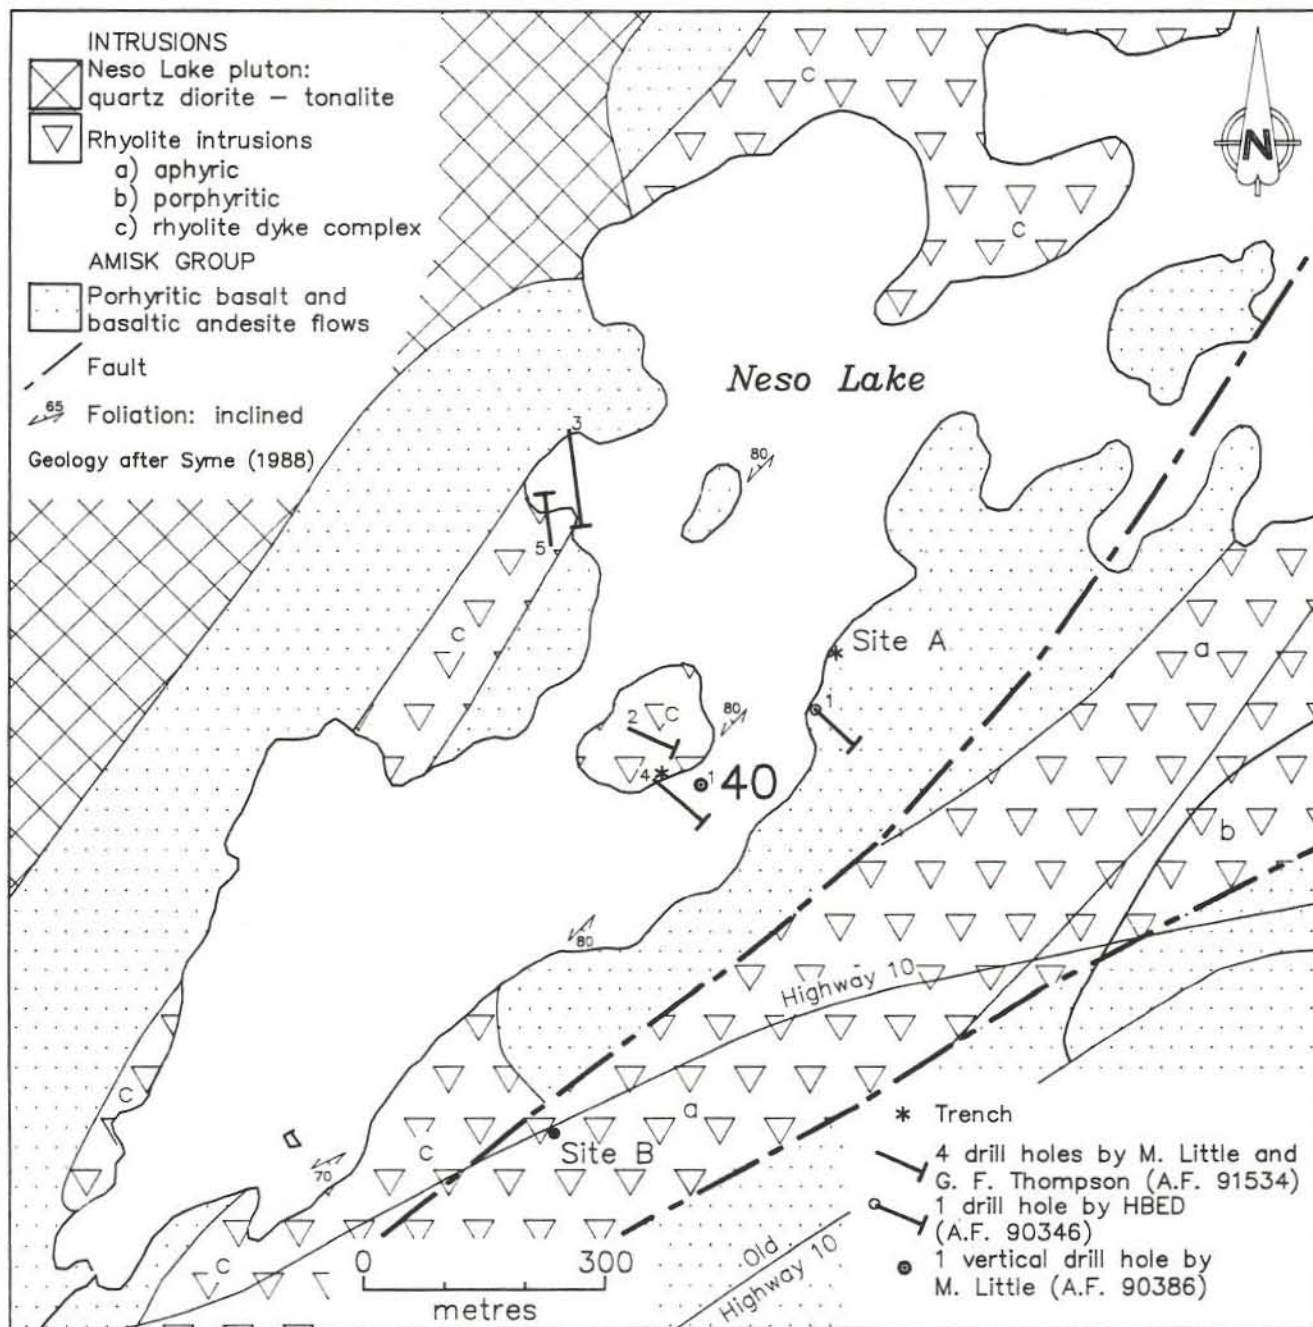 INTRUSIONS
Neso Lake pluton:
quartz diorite – tonalite
Rhyolite intrusions
a) aphyric
b) porphyritic
c) rhyolite dyke complex
AMISK GROUP
Porhyritic basalt and
basaltic andesite flows
Fault
65
Foliation: inclined
Geology after Syme (1988)
c
N
c
Neso Lake
3
80
5
c
Site A
a
c
2
80
1
4
1
40
b
80
Highway 10
c
a
c
Site B
70
c
0 300
metres
Old
Highway 10
Trench
4 drill holes by M. Little and
G. F. Thompson (A.F. 91534)
1 drill hole by HBED
(A.F. 90346)
1 vertical drill hole by
M. Little (A.F. 90386)